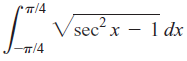 ∫_{-π/4}^{π/4} √(sec² x − 1) dx